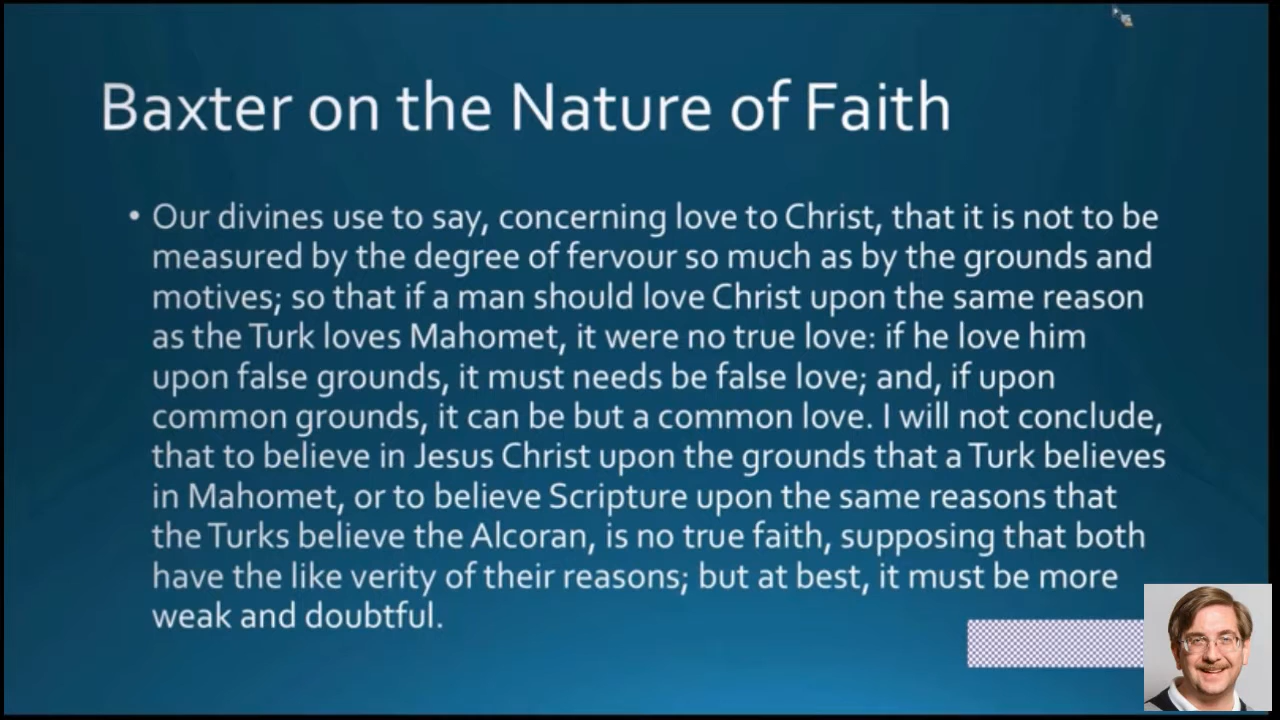 Baxter on the Nature of Faith
• Our divines use to say, concerning love to Christ, that it is not to be
measured by the degree of fervour so much as by the grounds and
motives; so that if a man should love Christ upon the same reason
as the Turk loves Mahomet, it were no true love: if he love him
upon false grounds, it must needs be false love; and, if upon
common grounds, it can be but a common love. I will not conclude,
that to believe in Jesus Christ upon the grounds that a Turk believes
in Mahomet, or to believe Scripture upon the same reasons that
the Turks believe the Alcoran, is no true faith, supposing that both
have the like verity of their reasons; but at best, it must be more
weak and doubtful.